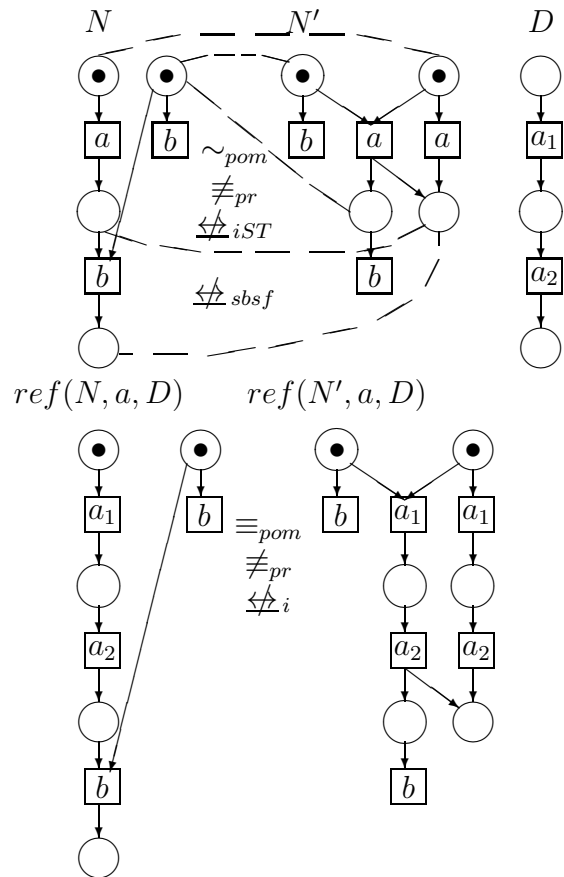 N N′ D
a b b a a a₁
∼pom
≢pr
b b a₂
↮iST
↮sbsf
ref(N, a, D) ref(N′, a, D)
a₁ b b a₁ a₁
≡pom
≢pr
↮i
a₂ a₂ a₂
b b